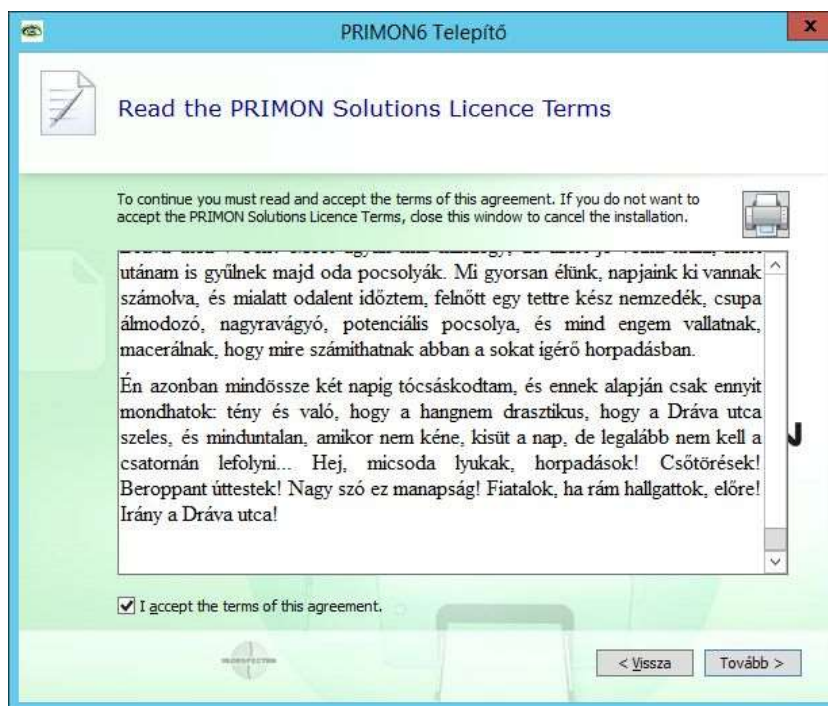 PRIMON6 Telepítő
x
Read the PRIMON Solutions Licence Terms
To continue you must read and accept the terms of this agreement. If you do not want to
accept the PRIMON Solutions Licence Terms, close this window to cancel the installation.
utánam is gyűlnek majd oda pocsolyák. Mi gyorsan élünk, napjaink ki vannak
számolva, és mialatt odalent időztem, felnőtt egy tettre kész nemzedék, csupa
álmodozó, nagyravágyó, potenciális pocsolya, és mind engem vallatnak,
macerálnak, hogy mire számíthatnak abban a sokat igérő horpadásban.
Én azonban mindössze két napig tócsáskodtam, és ennek alapján csak ennyit
mondhatok: tény és való, hogy a hangnem drasztikus, hogy a Dráva utca
szeles, és minduntalan, amikor nem kéne, kisüt a nap, de legalább nem kell a
csatornán lefolyni... Hej, micsoda lyukak, horpadások! Csőtörések!
Beroppant úttestek! Nagy szó ez manapság! Fiatalok, ha rám hallgattok, előre!
Irány a Dráva utca!
I accept the terms of this agreement.
< Vissza
Tovább >